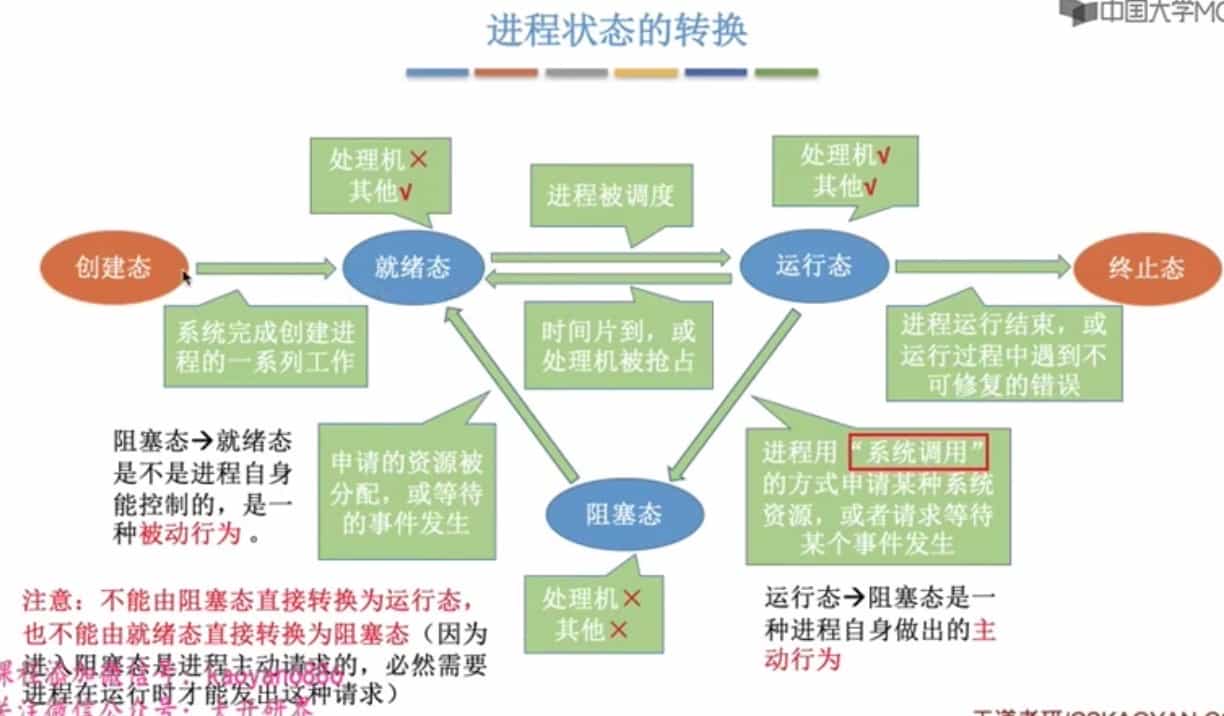 进程状态的转换
中国大学MO
处理机×
其他√
进程被调度
处理机√
其他√
创建态
就绪态
运行态
终止态
系统完成创建进
程的一系列工作
时间片到，或
处理机被抢占
进程运行结束，或
运行过程中遇到不
可修复的错误
阻塞态→就绪态
是不是进程自身
能控制的，是一
种被动行为 。
申请的资源被
分配，或等待
的事件发生
进程用“系统调用”
的方式申请某种系统
资源，或者请求等待
某个事件发生
阻塞态
处理机×
其他×
运行态→阻塞态是一
种进程自身做出的主
动行为
注意：不能由阻塞态直接转换为运行态，
也不能由就绪态直接转换为阻塞态（因为
进入阻塞态是进程主动请求的，必然需要
进程在运行时才能发出这种请求）